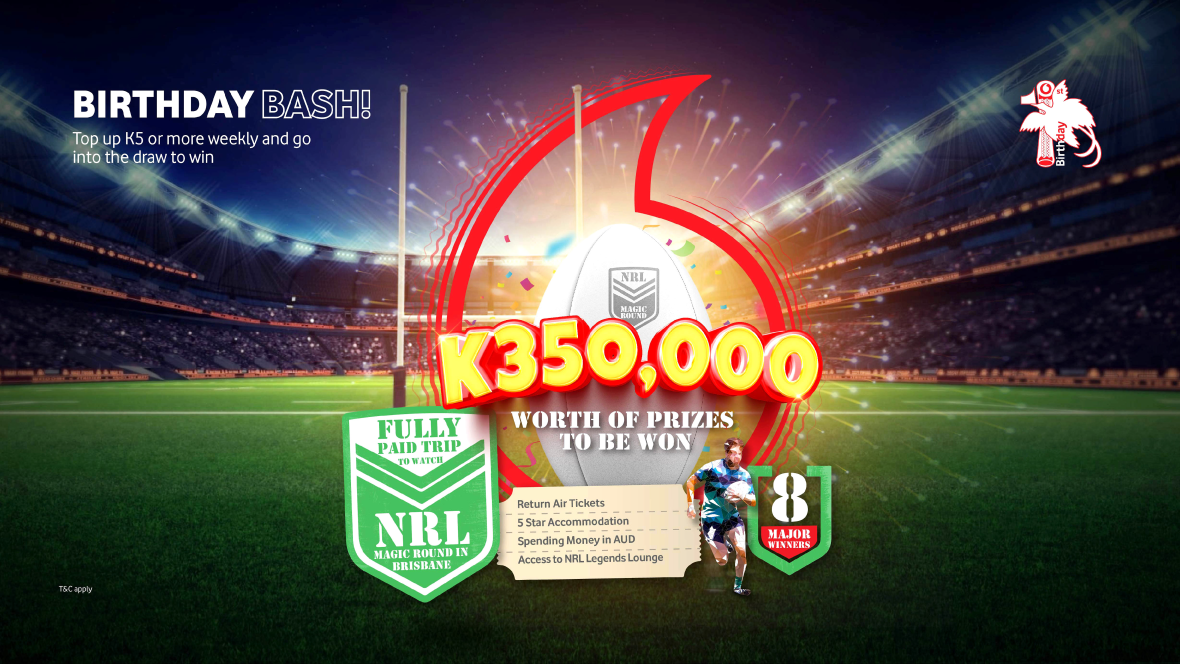 BIRTHDAY BASH!
Top up K5 or more weekly and go
into the draw to win
st
Birthday
NRL
MAGIC
ROUND
K350,000
WORTH OF PRIZES
TO BE WON
FULLY
PAID TRIP
TO WATCH
NRL
MAGIC ROUND IN
BRISBANE
Return Air Tickets
5 Star Accommodation
Spending Money in AUD
Access to NRL Legends Lounge
8
MAJOR
WINNERS
T&C apply